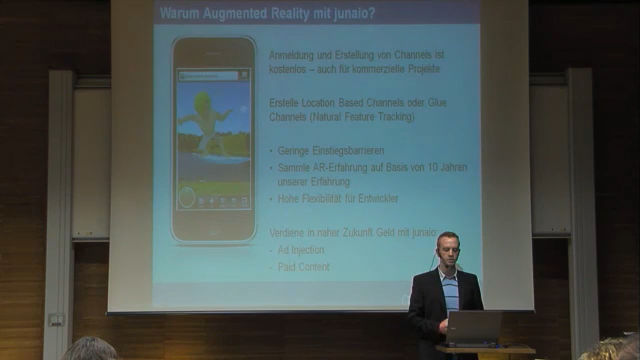 Warum Augmented Reality mit junaio?
Anmeldung und Erstellung von Channels ist
kostenlos – auch für kommerzielle Projekte
Erstelle Location Based Channels oder Glue
Channels (Natural Feature Tracking)
• Geringe Einstiegsbarrieren
• Sammle AR-Erfahrung auf Basis von 10 Jahren
unserer Erfahrung
• Hohe Flexibilität für Entwickler
Verdiene in naher Zukunft Geld mit junaio:
• Ad Injection
• Paid Content